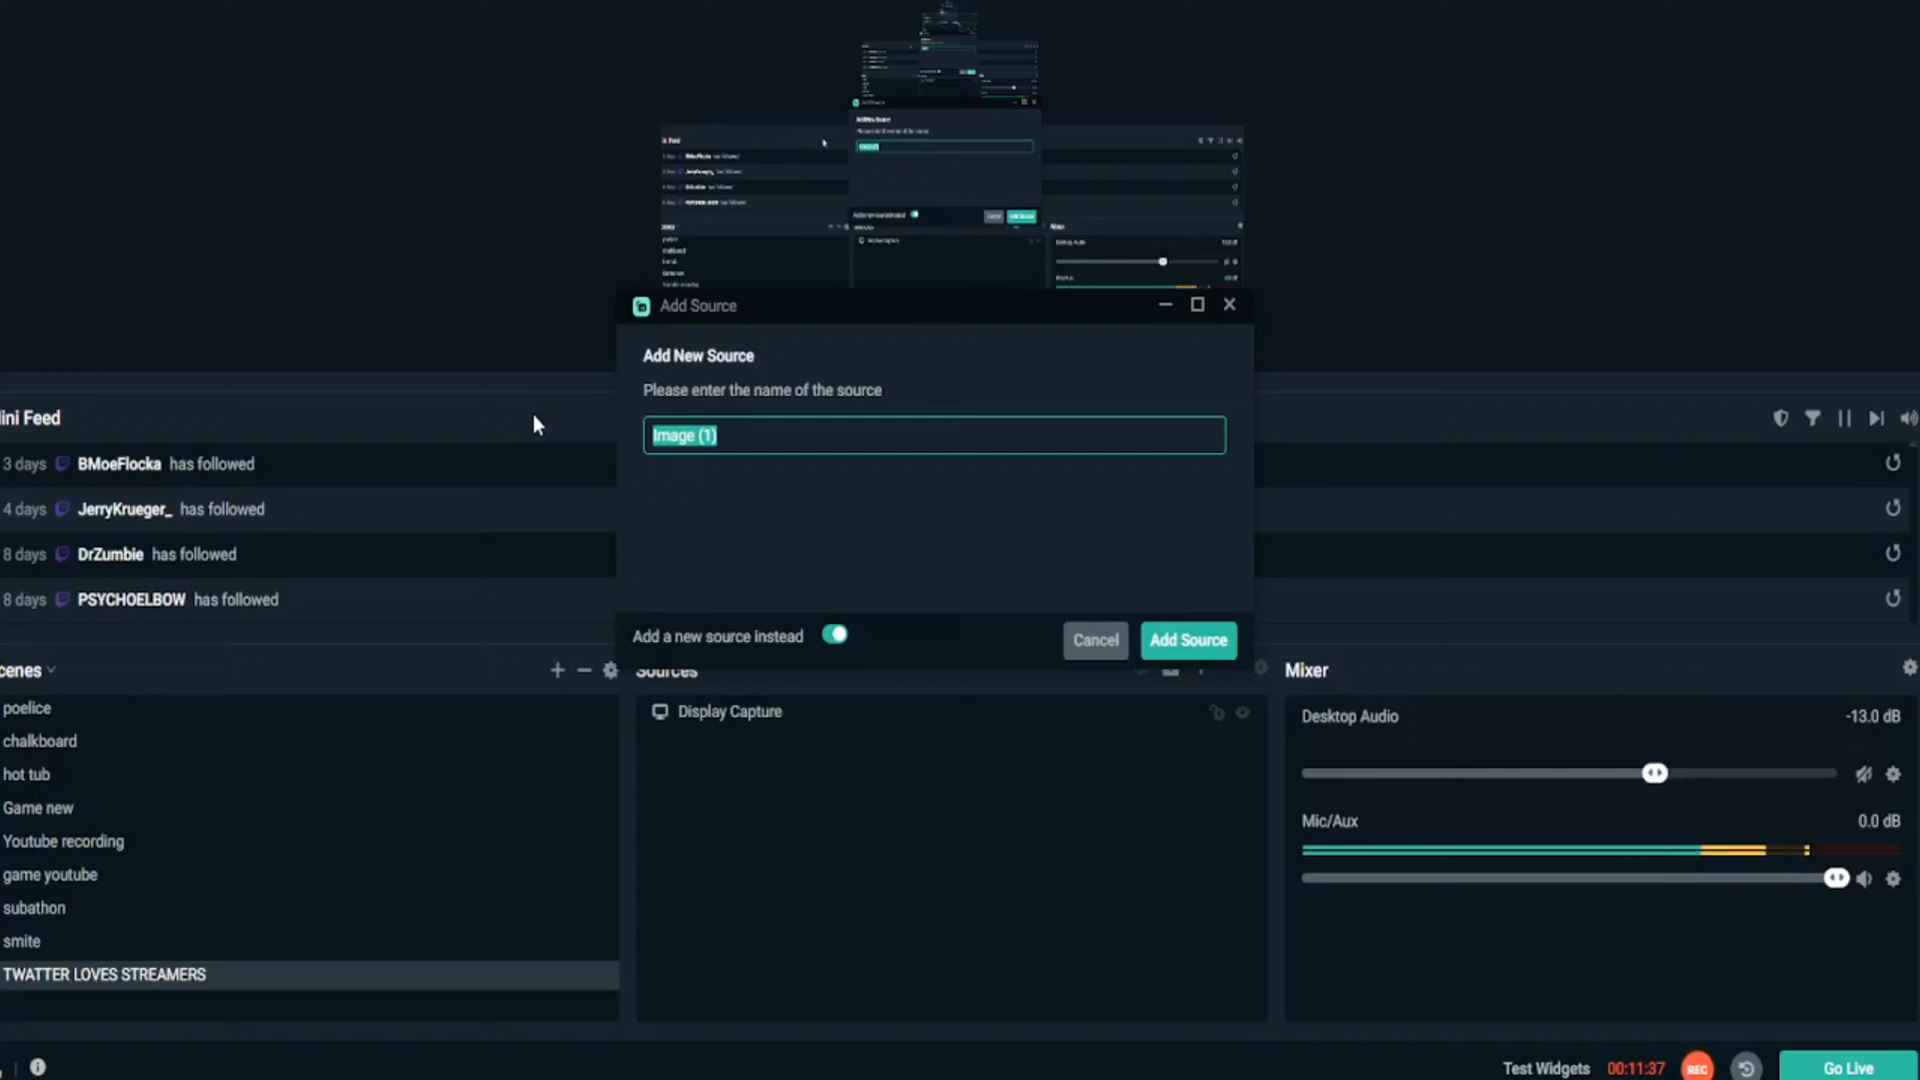 Add Source
Add New Source
Please enter the name of the source
Image (1)
ini Feed
3 days BMoeFlocka has followed
4 days JerryKrueger_ has followed
8 days DrZumbie has followed
8 days PSYCHOELBOW has followed
Add a new source instead
Cancel
Add Source
cenes
poelice
chalkboard
hot tub
Game new
Youtube recording
game youtube
subathon
smite
TWATTER LOVES STREAMERS
Sources
Display Capture
Mixer
Desktop Audio -13.0 dB
Mic/Aux 0.0 dB
Test Widgets 00:11:37 REC Go Live